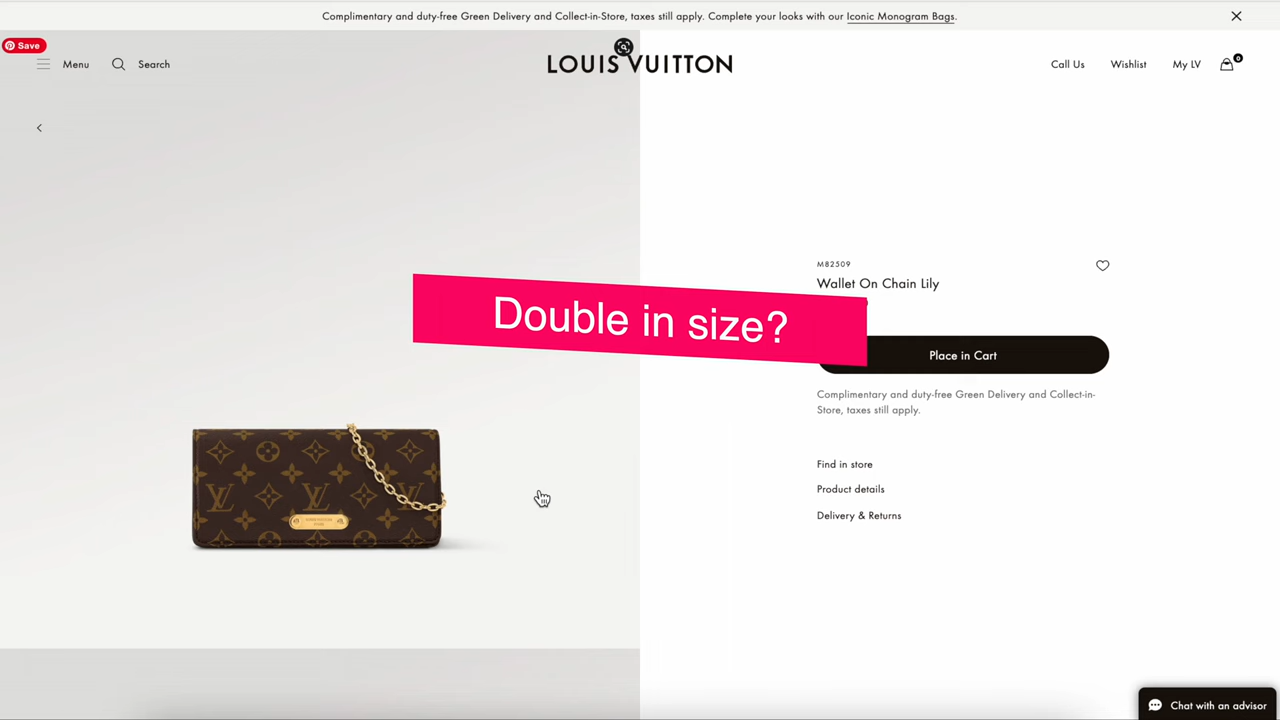 Complimentary and duty-free Green Delivery and Collect-in-Store, taxes still apply. Complete your looks with our Iconic Monogram Bags.
Save
Menu
Search
LOUIS VUITTON
Call Us
Wishlist
My LV
0
M82509
Wallet On Chain Lily
Double in size?
Place in Cart
Complimentary and duty-free Green Delivery and Collect-in-
Store, taxes still apply.
Find in store
Product details
Delivery & Returns
Chat with an advisor